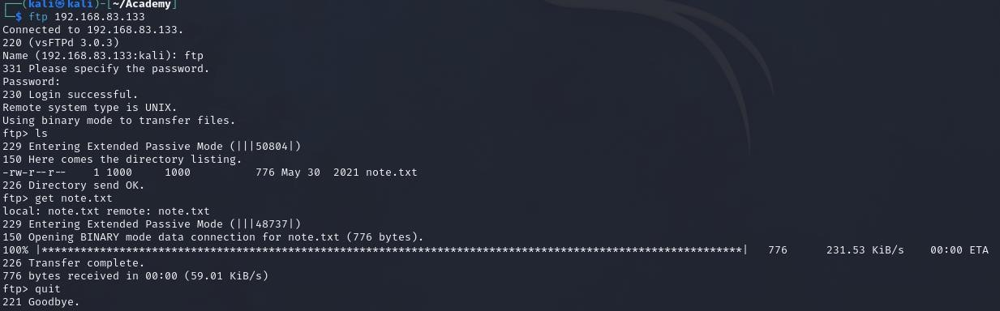 ┌──(kali㉿kali)-[~/Academy]
└─$ ftp 192.168.83.133
Connected to 192.168.83.133.
220 (vsFTPd 3.0.3)
Name (192.168.83.133:kali): ftp
331 Please specify the password.
Password:
230 Login successful.
Remote system type is UNIX.
Using binary mode to transfer files.
ftp> ls
229 Entering Extended Passive Mode (|||50804|)
150 Here comes the directory listing.
-rw-r--r--    1 1000     1000          776 May 30  2021 note.txt
226 Directory send OK.
ftp> get note.txt
local: note.txt remote: note.txt
229 Entering Extended Passive Mode (|||48737|)
150 Opening BINARY mode data connection for note.txt (776 bytes).
100% |************************************************************************************************************|   776      231.53 KiB/s    00:00 ETA
226 Transfer complete.
776 bytes received in 00:00 (59.01 KiB/s)
ftp> quit
221 Goodbye.